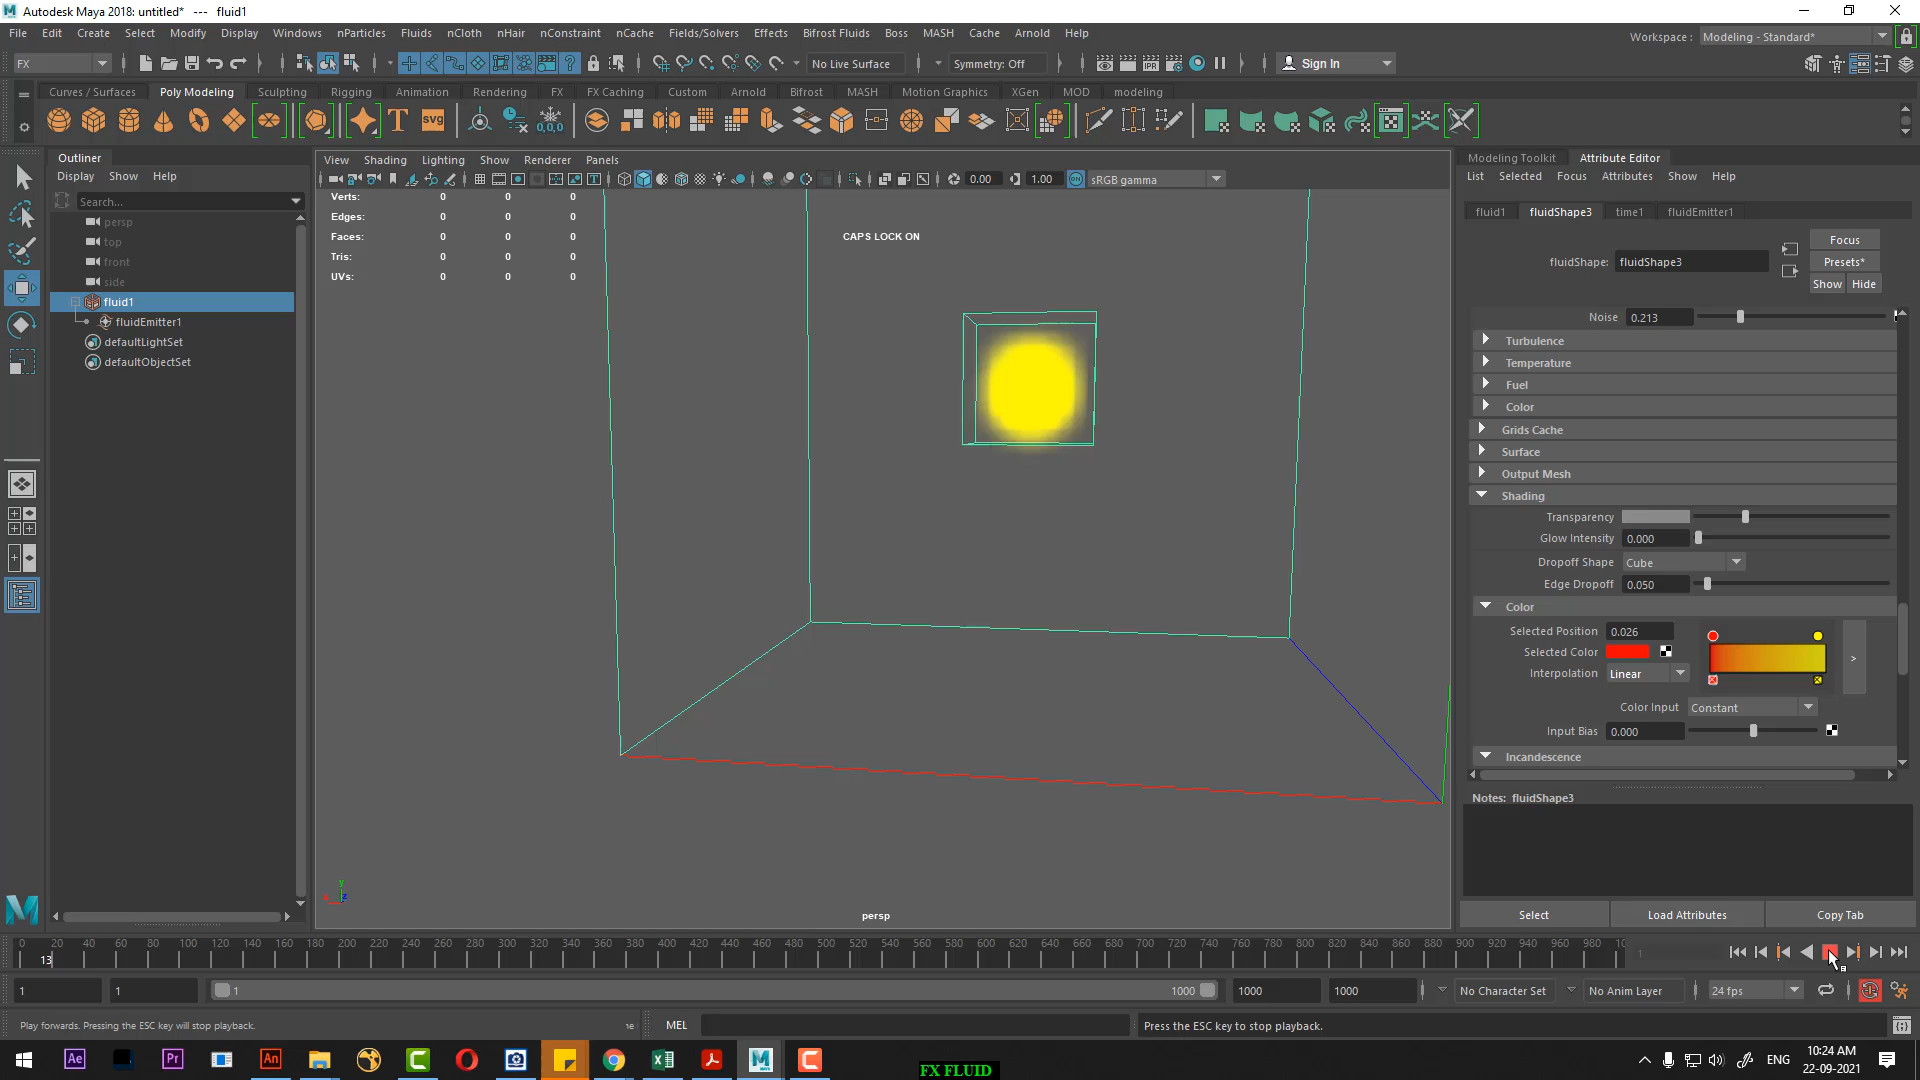 Autodesk Maya 2018: untitled*   ---   fluid1
File Edit Create Select Modify Display Windows nParticles Fluids nCloth nHair nConstraint nCache Fields/Solvers Effects Bifrost Fluids Boss MASH Cache Arnold Help
Workspace : Modeling - Standard*
FX No Live Surface Symmetry: Off Sign In
Curves / Surfaces Poly Modeling Sculpting Rigging Animation Rendering FX FX Caching Custom Arnold Bifrost MASH Motion Graphics XGen MOD modeling
T svg 0,0,0
Outliner
Display Show Help
Search...
persp
top
front
side
fluid1
fluidEmitter1
defaultLightSet
defaultObjectSet
View Shading Lighting Show Renderer Panels
0.00 1.00 sRGB gamma
Verts: 0 0 0
Edges: 0 0 0
Faces: 0 0 0
Tris: 0 0 0
UVs: 0 0 0
CAPS LOCK ON
persp
Modeling Toolkit Attribute Editor
List Selected Focus Attributes Show Help
fluid1 fluidShape3 time1 fluidEmitter1
fluidShape: fluidShape3
Focus
Presets*
Show Hide
Noise 0.213
Turbulence
Temperature
Fuel
Color
Grids Cache
Surface
Output Mesh
Shading
Transparency
Glow Intensity 0.000
Dropoff Shape Cube
Edge Dropoff 0.050
Color
Selected Position 0.026
Selected Color
Interpolation Linear
>
Color Input Constant
Input Bias 0.000
Incandescence
Notes: fluidShape3
Select Load Attributes Copy Tab
0 20 40 60 80 100 120 140 160 180 200 220 240 260 280 300 320 340 360 380 400 420 440 460 480 500 520 540 560 580 600 620 640 660 680 700 720 740 760 780 800 820 840 860 880 900 920 940 960 980 10
13
1
1 1 1 1000 1000 1000 No Character Set No Anim Layer 24 fps
Play forwards. Pressing the ESC key will stop playback. MEL Press the ESC key to stop playback.
Ae Pr An ENG 10:24 AM
22-09-2021
FX FLUID